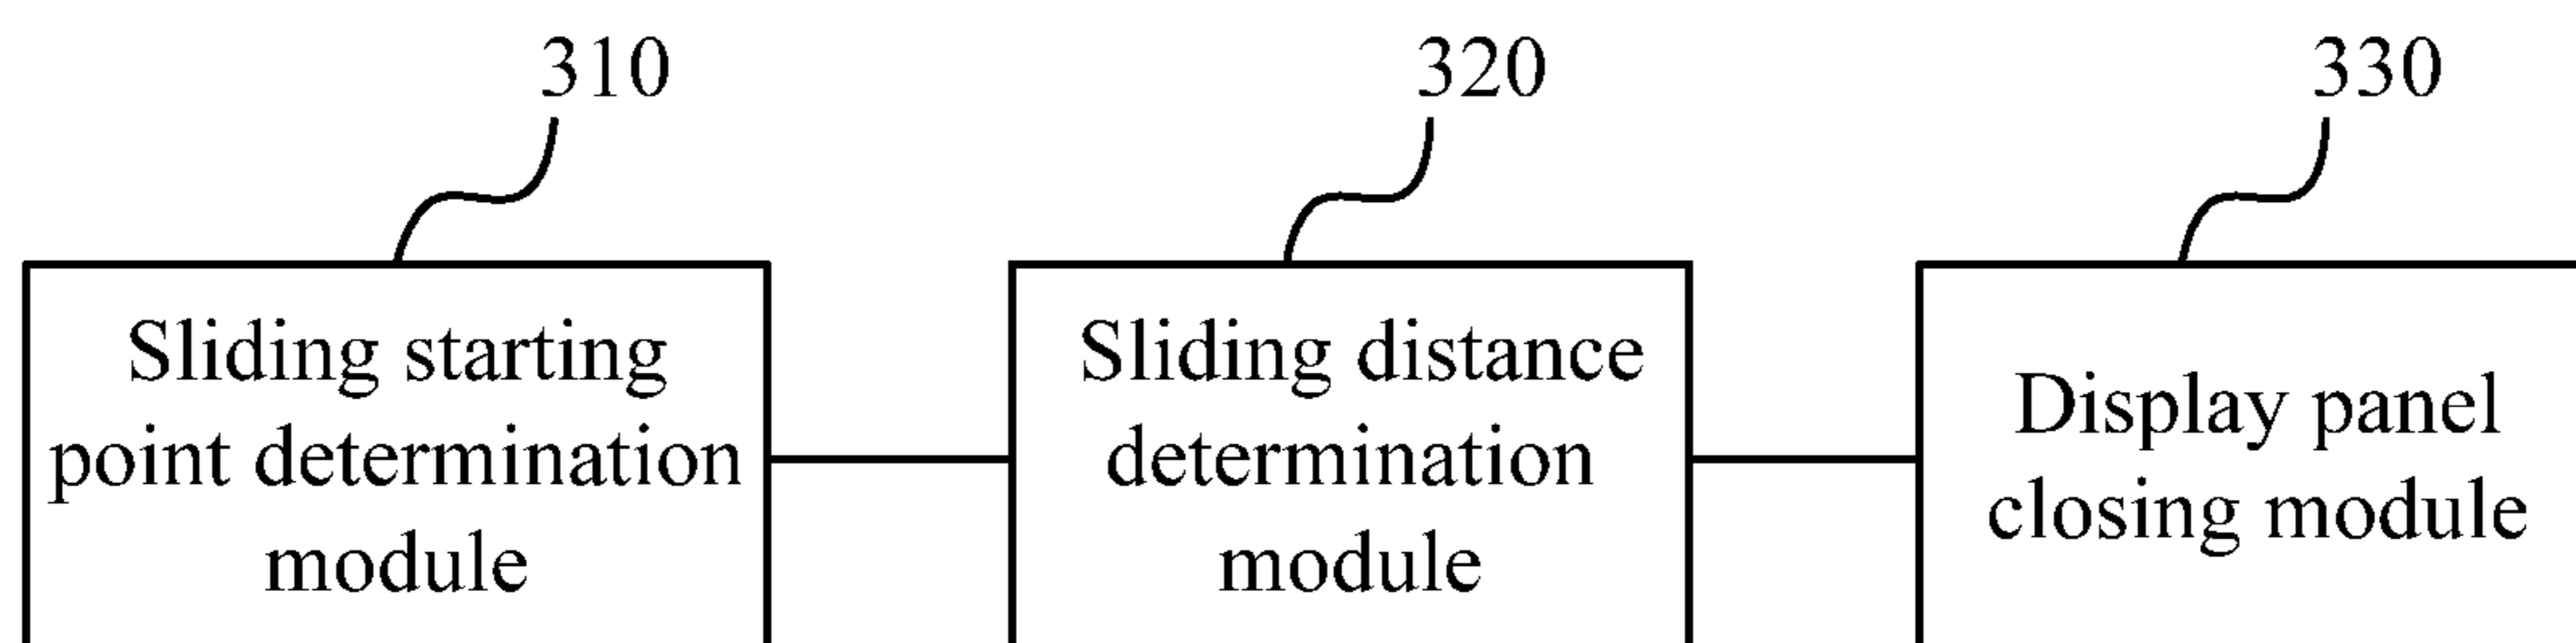 310
320
330
Sliding starting
point determination
module
Sliding distance
determination
module
Display panel
closing module